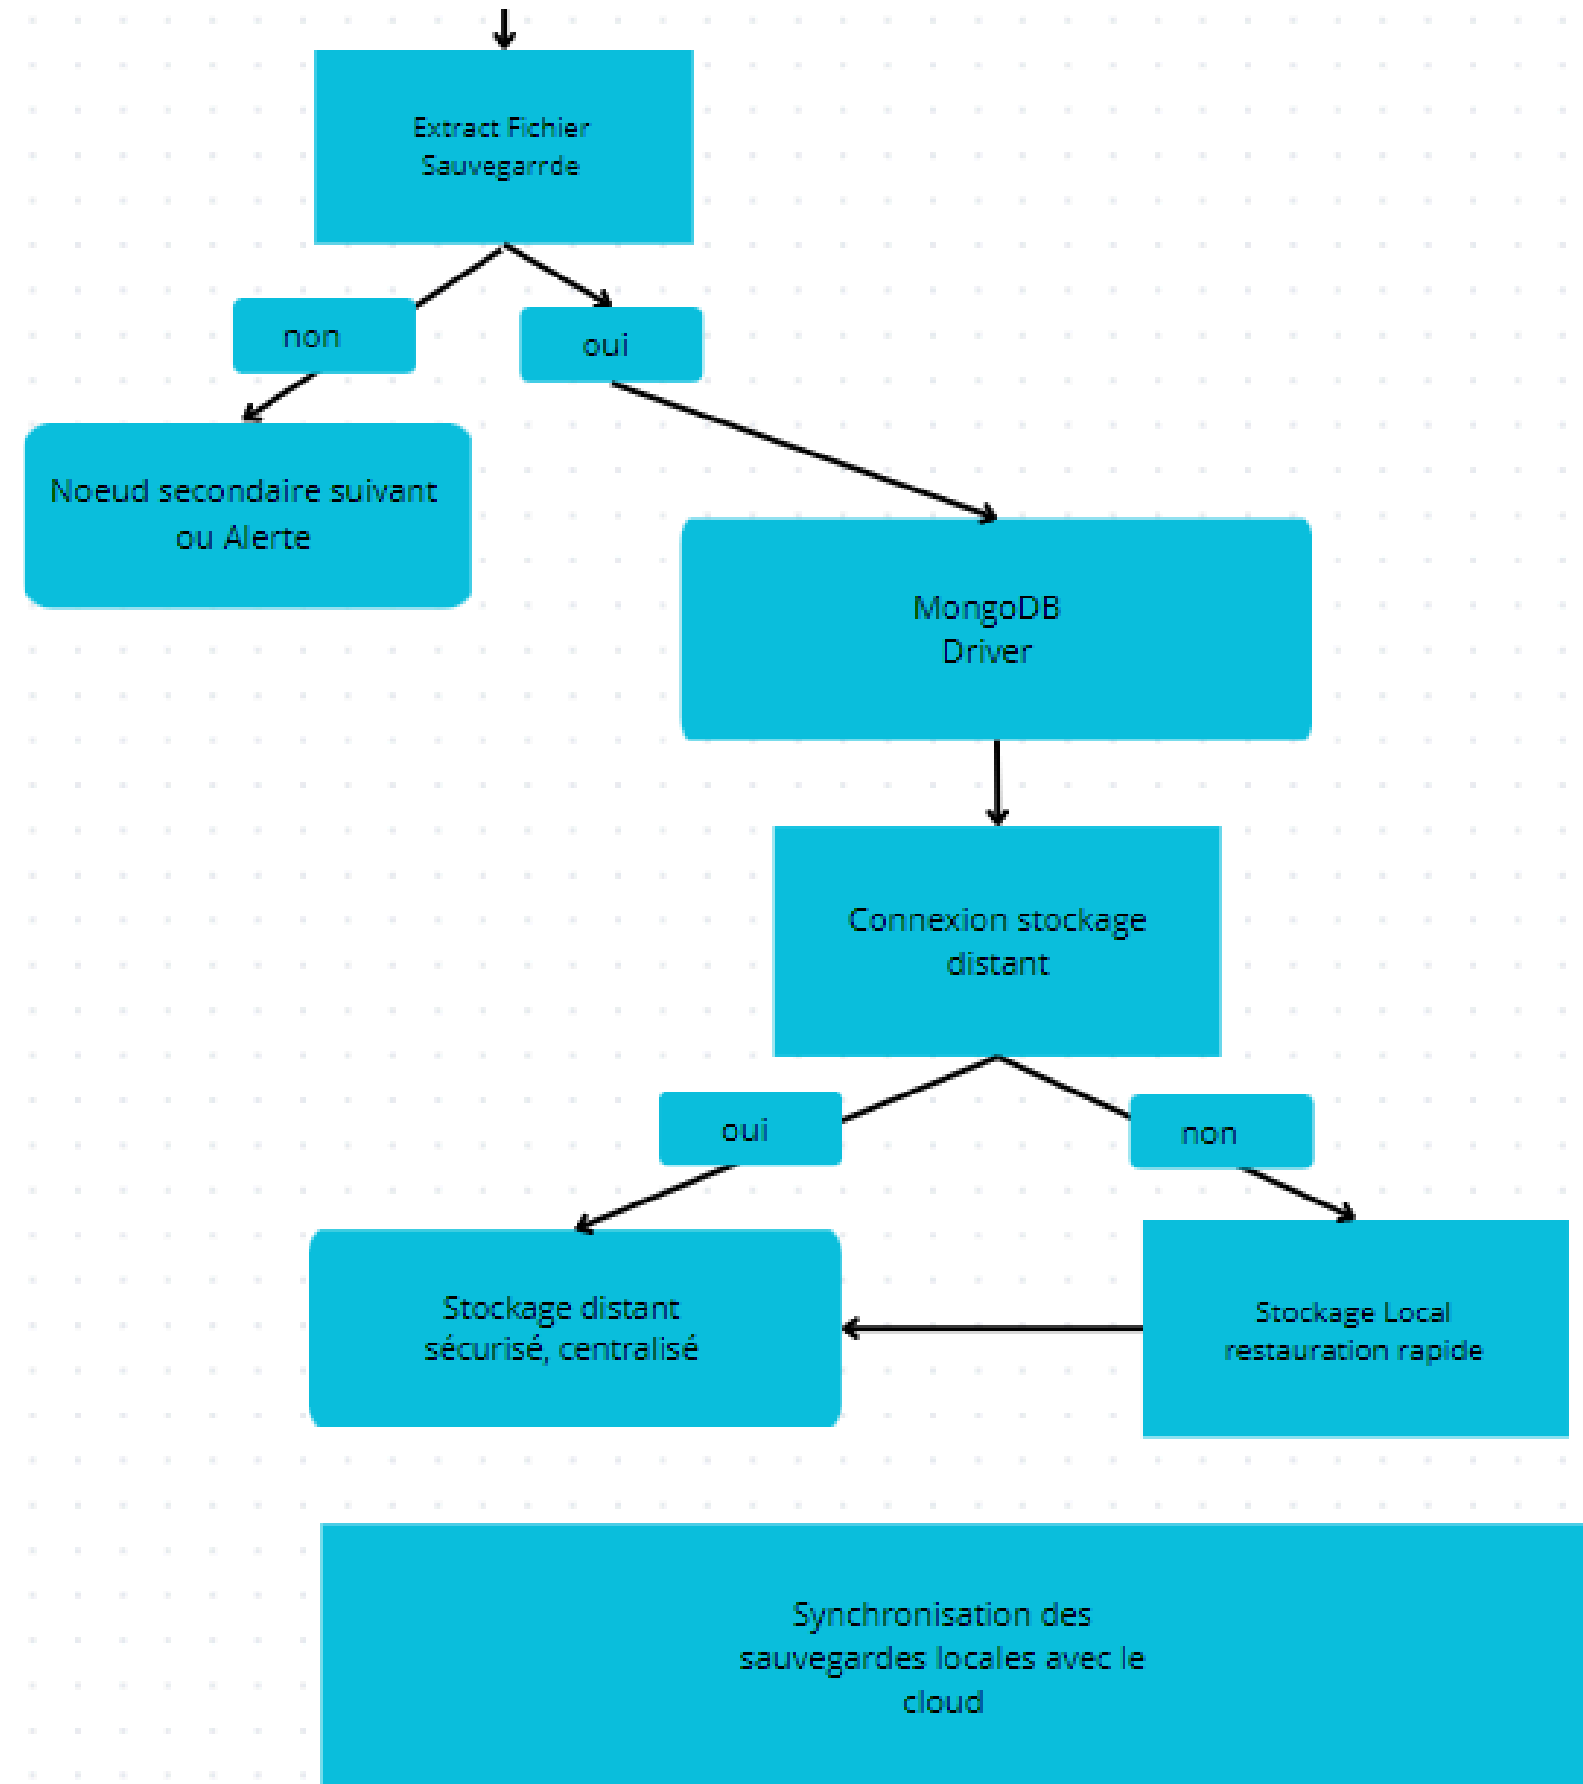 Extract Fichier
Sauvegarrde
non
oui
Noeud secondaire suivant
ou Alerte
MongoDB
Driver
Connexion stockage
distant
oui
non
Stockage distant
sécurisé, centralisé
Stockage Local
restauration rapide
Synchronisation des
sauvegardes locales avec le
cloud